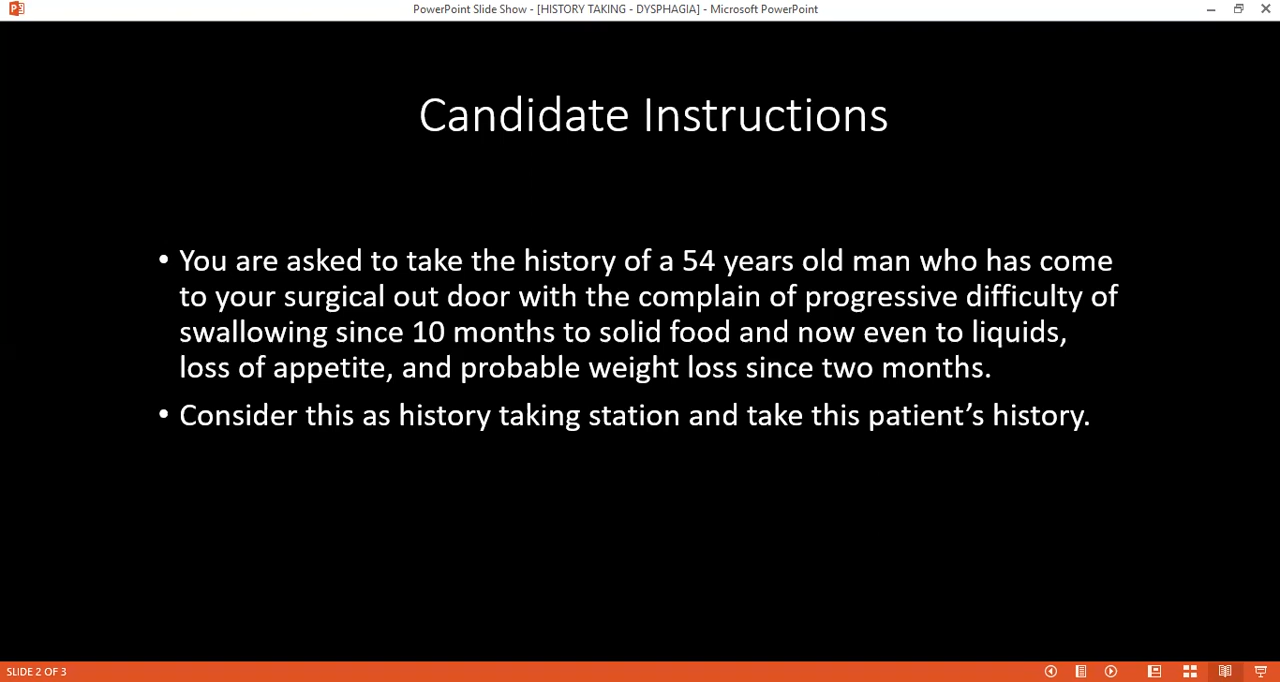 PowerPoint Slide Show - [HISTORY TAKING - DYSPHAGIA] - Microsoft PowerPoint
Candidate Instructions
• You are asked to take the history of a 54 years old man who has come
to your surgical out door with the complain of progressive difficulty of
swallowing since 10 months to solid food and now even to liquids,
loss of appetite, and probable weight loss since two months.
• Consider this as history taking station and take this patient’s history.
SLIDE 2 OF 3